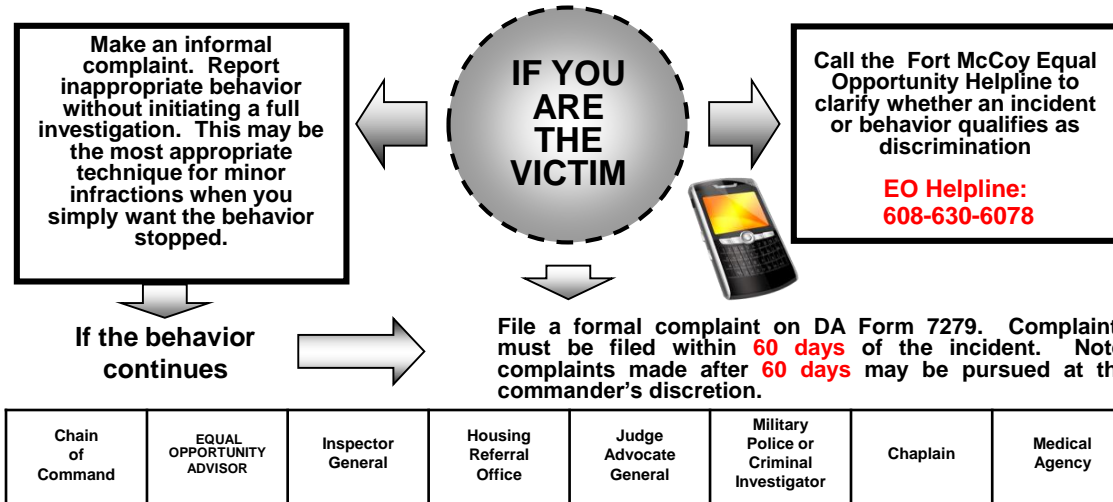 Make an informal
complaint. Report
inappropriate behavior
without initiating a full
investigation. This may be
the most appropriate
technique for minor
infractions when you
simply want the behavior
stopped.
IF YOU
ARE
THE
VICTIM
Call the Fort McCoy Equal
Opportunity Helpline to
clarify whether an incident
or behavior qualifies as
discrimination
EO Helpline:
608-630-6078
If the behavior
continues
File a formal complaint on DA Form 7279. Complaint
must be filed within 60 days of the incident. Note
complaints made after 60 days may be pursued at th
commander's discretion.
Chain
of
Command
EQUAL
OPPORTUNITY
ADVISOR
Inspector
General
Housing
Referral
Office
Judge
Advocate
General
Military
Police or
Criminal
Investigator
Chaplain
Medical
Agency